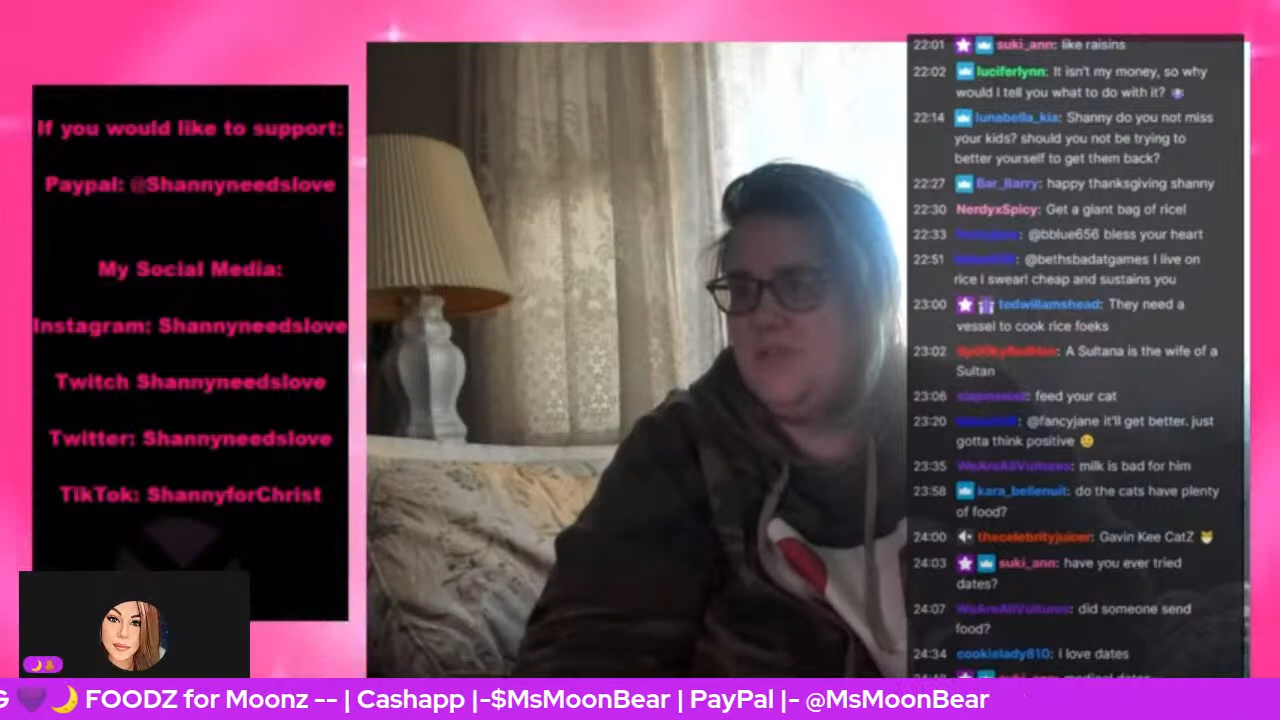 If you would like to support:
Paypal: @Shannyneedslove
My Social Media:
Instagram: Shannyneedslove
Twitch Shannyneedslove
Twitter: Shannyneedslove
TikTok: ShannyforChrist
22:01 suki_ann: like raisins
22:02 luciferlynn: It isn't my money, so why
would I tell you what to do with it?
22:14 lunabella_kia: Shanny do you not miss
your kids? should you not be trying to
better yourself to get them back?
22:27 Bar_Barry: happy thanksgiving shanny
22:30 NerdyxSpicy: Get a giant bag of rice!
22:33 : @bblue656 bless your heart
22:51 : @bethsbadatgames I live on
rice I swear! cheap and sustains you
23:00 tedwillamshead: They need a
vessel to cook rice foeks
23:02 : A Sultana is the wife of a
Sultan
23:06 : feed your cat
23:20 : @fancyjane it'll get better. just
gotta think positive 🙂
23:35 WeAreAllVultures: milk is bad for him
23:58 kara_bellenuit: do the cats have plenty
of food?
24:00 thecelebrityjuicer: Gavin Kee CatZ
24:03 suki_ann: have you ever tried
dates?
24:07 WeAreAllVultures: did someone send
food?
24:34 cookielady810: I love dates
G 💜🌙 FOODZ for Moonz -- | Cashapp |-$MsMoonBear | PayPal |- @MsMoonBear